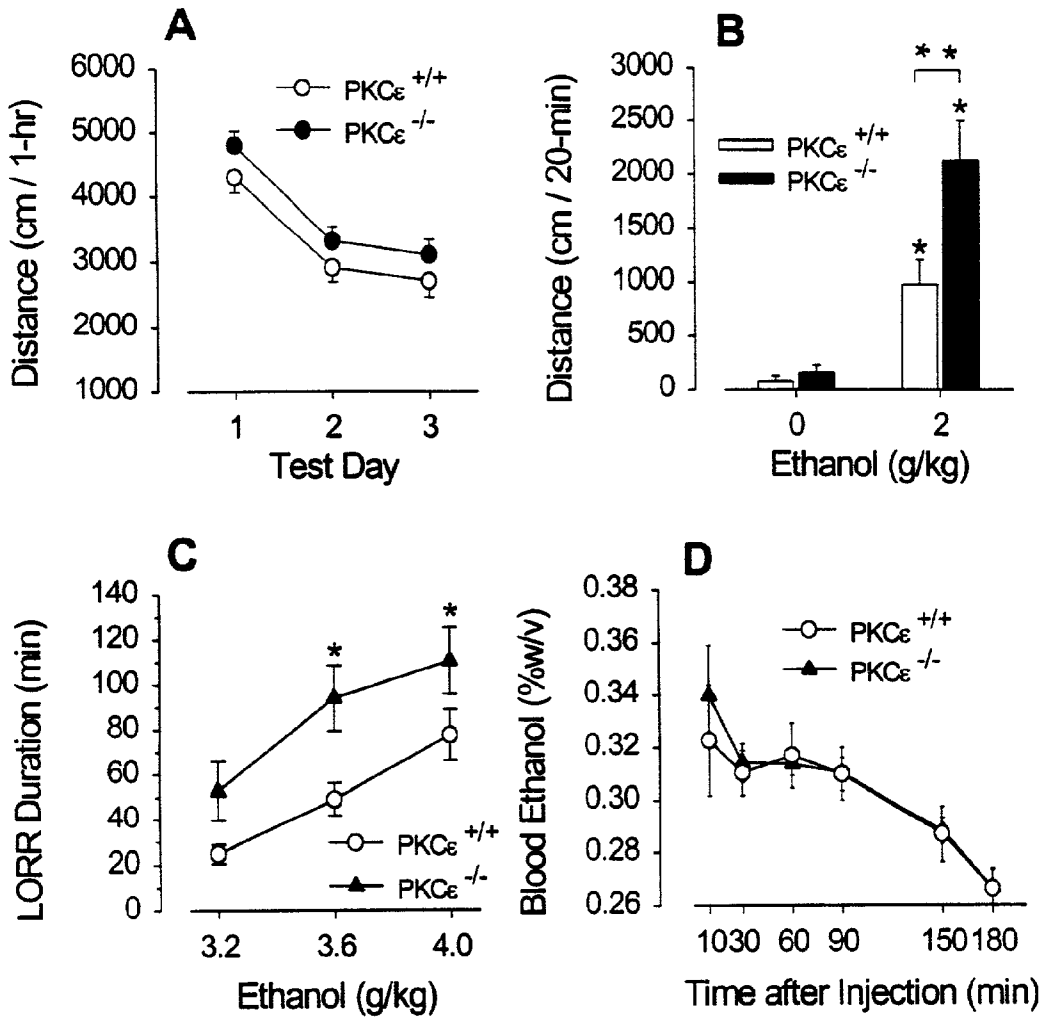 A
Distance (cm / 1-hr)
6000
5000
4000
3000
2000
1000
PKCε +/+
PKCε -/-
1 2 3
Test Day
B
Distance (cm / 20-min)
3000
2500
2000
1500
1000
500
0
* *
*
*
PKCε +/+
PKCε -/-
0 2
Ethanol (g/kg)
C
LORR Duration (min)
140
120
100
80
60
40
20
0
* *
PKCε +/+
PKCε -/-
3.2 3.6 4.0
Ethanol (g/kg)
D
Blood Ethanol (%w/v)
0.38
0.36
0.34
0.32
0.30
0.28
0.26
PKCε +/+
PKCε -/-
10 30 60 90 150 180
Time after Injection (min)